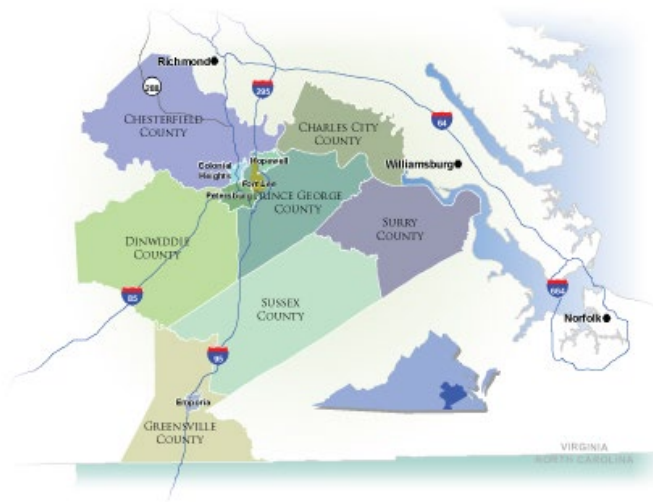 Richmond
288
295
CHESTERFIELD
COUNTY
CHARLES CITY
COUNTY
64
Colonial
Heights
Hopewell
Williamsburg
Fort Lee
Petersburg
PRINCE GEORGE
COUNTY
SURRY
COUNTY
DINWIDDIE
COUNTY
85
SUSSEX
COUNTY
664
Norfolk
95
Emporia
GREENSVILLE
COUNTY
VIRGINIA
NORTH CAROLINA